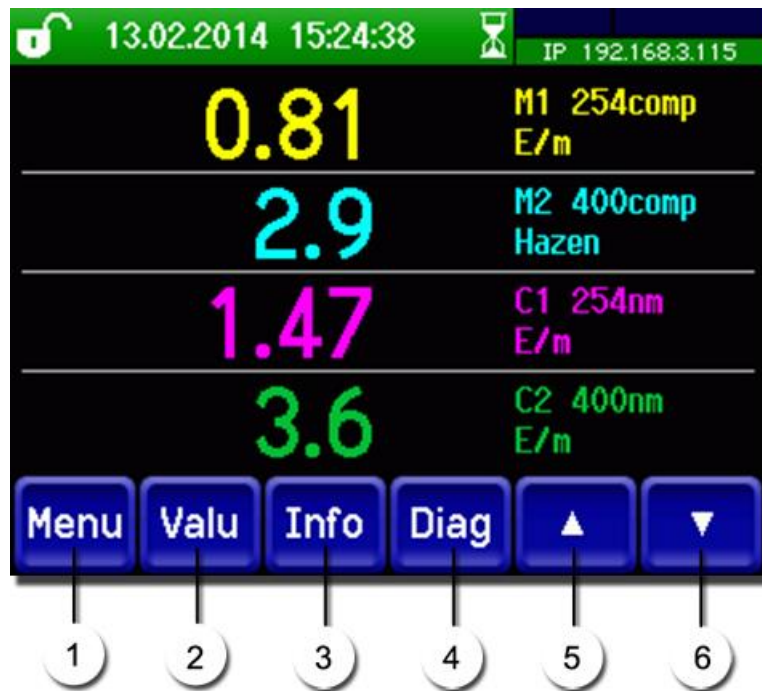 13.02.2014 15:24:38
IP 192.168.3.115
0.81
M1 254comp
E/m
2.9
M2 400comp
Hazen
1.47
C1 254nm
E/m
3.6
C2 400nm
E/m
Menu Valu Info Diag ▲ ▼
1 2 3 4 5 6